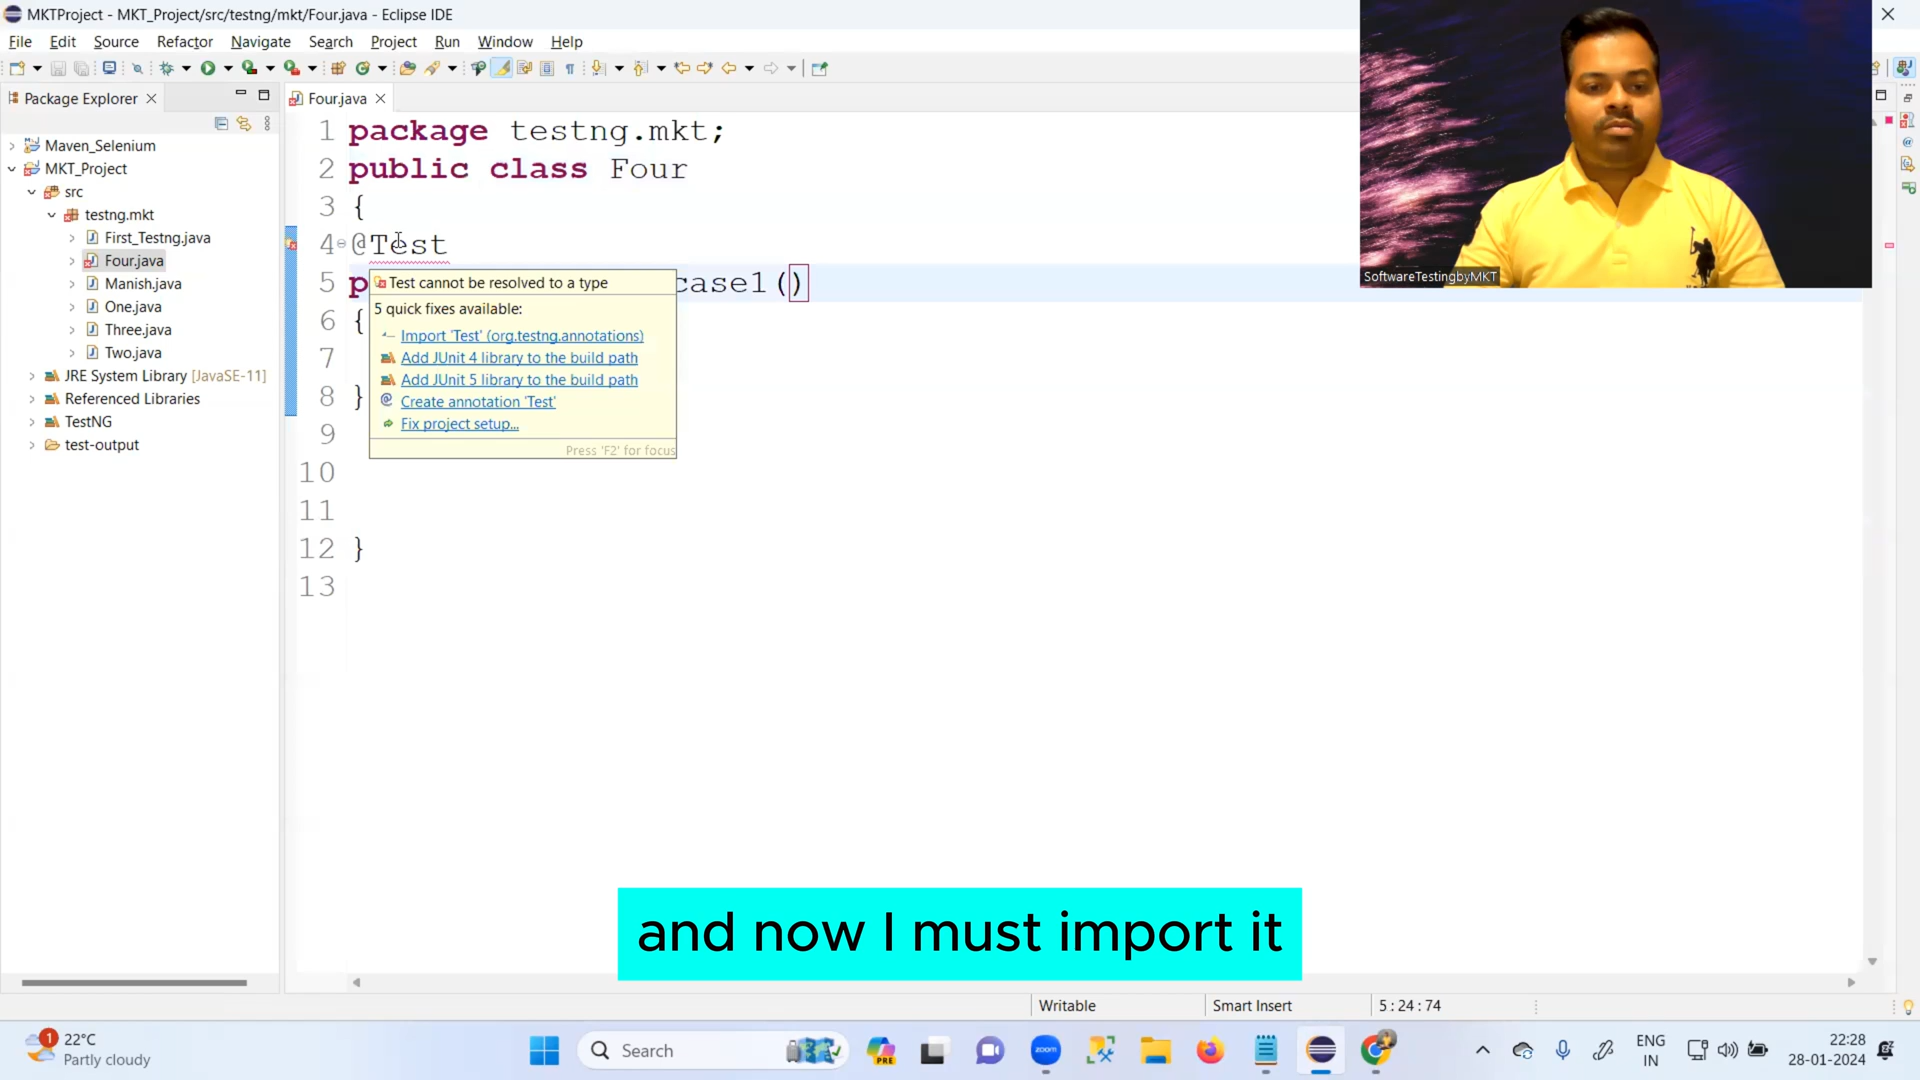 MKTProject - MKT_Project/src/testng/mkt/Four.java - Eclipse IDE
File Edit Source Refactor Navigate Search Project Run Window Help
Package Explorer
Four.java
Maven_Selenium
MKT_Project
src
testng.mkt
First_Testng.java
Four.java
Manish.java
One.java
Three.java
Two.java
JRE System Library [JavaSE-11]
Referenced Libraries
TestNG
test-output
1 package testng.mkt;
2 public class Four
3 {
4 @Test
5 p case1()
6 {
7
8 }
9
10
11
12 }
13
Test cannot be resolved to a type
5 quick fixes available:
Import 'Test' (org.testng.annotations)
Add JUnit 4 library to the build path
Add JUnit 5 library to the build path
Create annotation 'Test'
Fix project setup...
Press 'F2' for focus
SoftwareTestingbyMKT
and now I must import it
Writable Smart Insert 5 : 24 : 74
1
22°C
Partly cloudy
Search
PRE
zoom
ENG
IN
22:28
28-01-2024